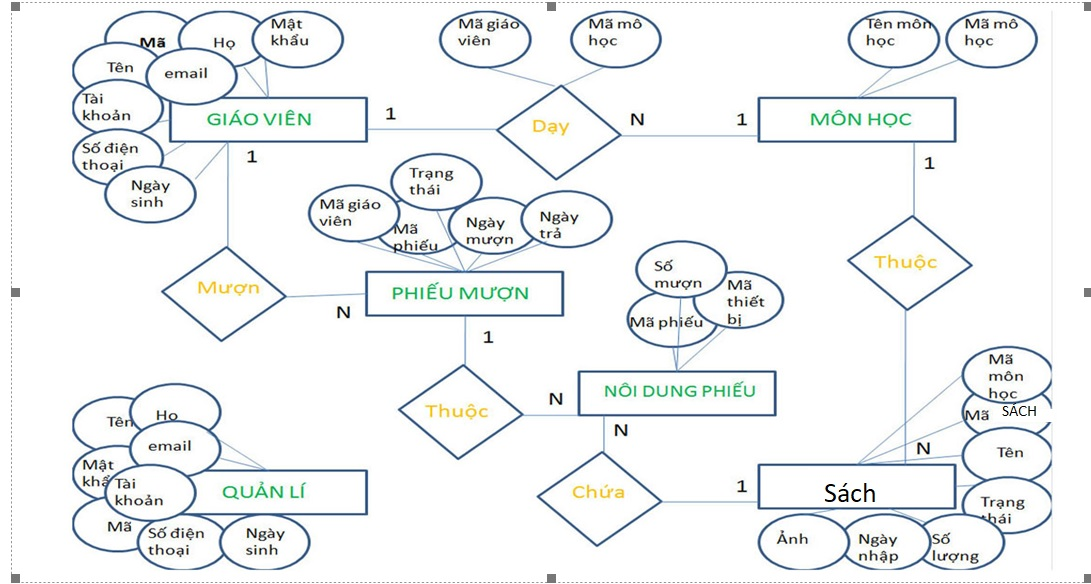 Mã
Họ
Mật
khẩu
Tên
email
Tài
khoản
Số điện
thoại
Ngày
sinh
GIÁO VIÊN
1
Mã giáo
viên
Mã mô
học
Dạy
N
1
Tên môn
học
Mã mô
học
MÔN HỌC
1
1
Mượn
N
Mã giáo
viên
Trạng
thái
Mã
phiếu
Ngày
mượn
Ngày
trả
PHIẾU MƯỢN
1
Thuộc
N
Số
mượn
Mã
thiết
bị
Mã phiếu
NÔI DUNG PHIẾU
N
Chứa
1
Thuộc
N
Mã
môn
học
Mã SÁCH
Tên
Trạng
thái
Sách
Ảnh
Ngày
nhập
Số
lượng
Tên
Họ
email
Mật
khẩ
Tài
khoản
Mã
Số điện
thoại
Ngày
sinh
QUẢN LÍ